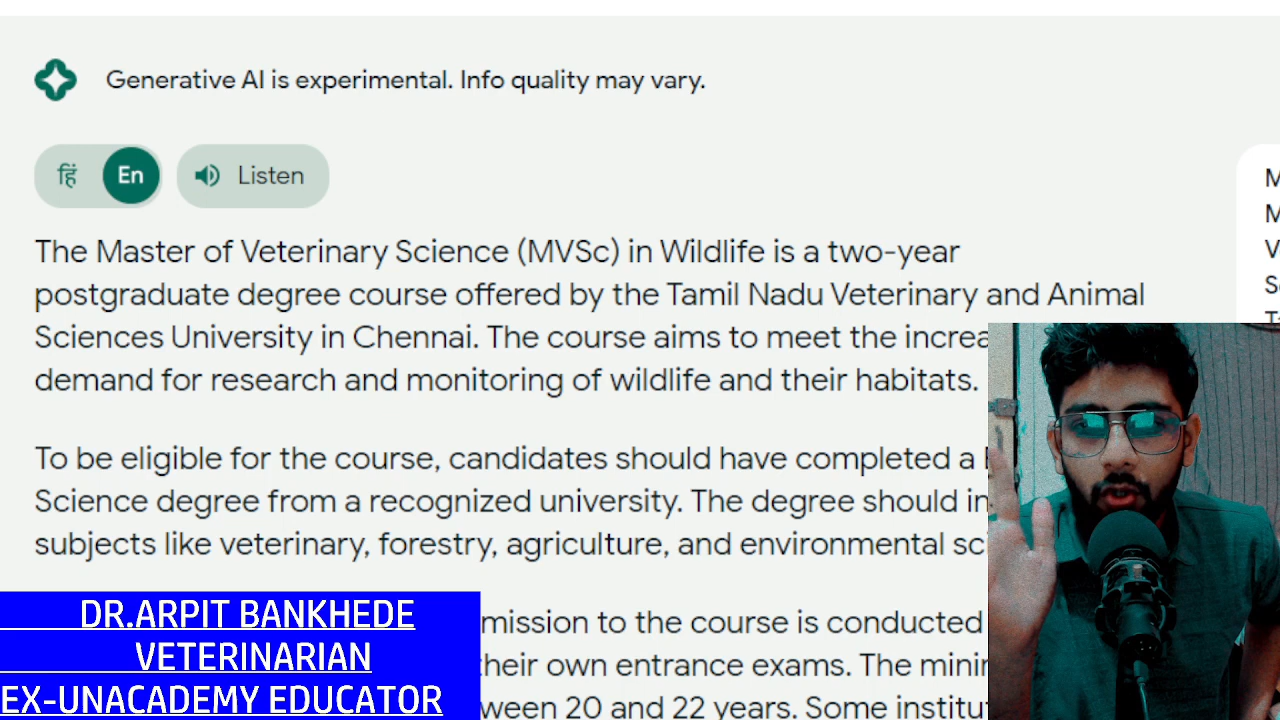 Generative AI is experimental. Info quality may vary.
हिं
En
Listen
The Master of Veterinary Science (MVSc) in Wildlife is a two-year
postgraduate degree course offered by the Tamil Nadu Veterinary and Animal
Sciences University in Chennai. The course aims to meet the increa
demand for research and monitoring of wildlife and their habitats.
To be eligible for the course, candidates should have completed a
Science degree from a recognized university. The degree should in
subjects like veterinary, forestry, agriculture, and environmental sc
mission to the course is conducted
their own entrance exams. The mini
ween 20 and 22 years. Some institu
DR.ARPIT BANKHEDE
VETERINARIAN
EX-UNACADEMY EDUCATOR